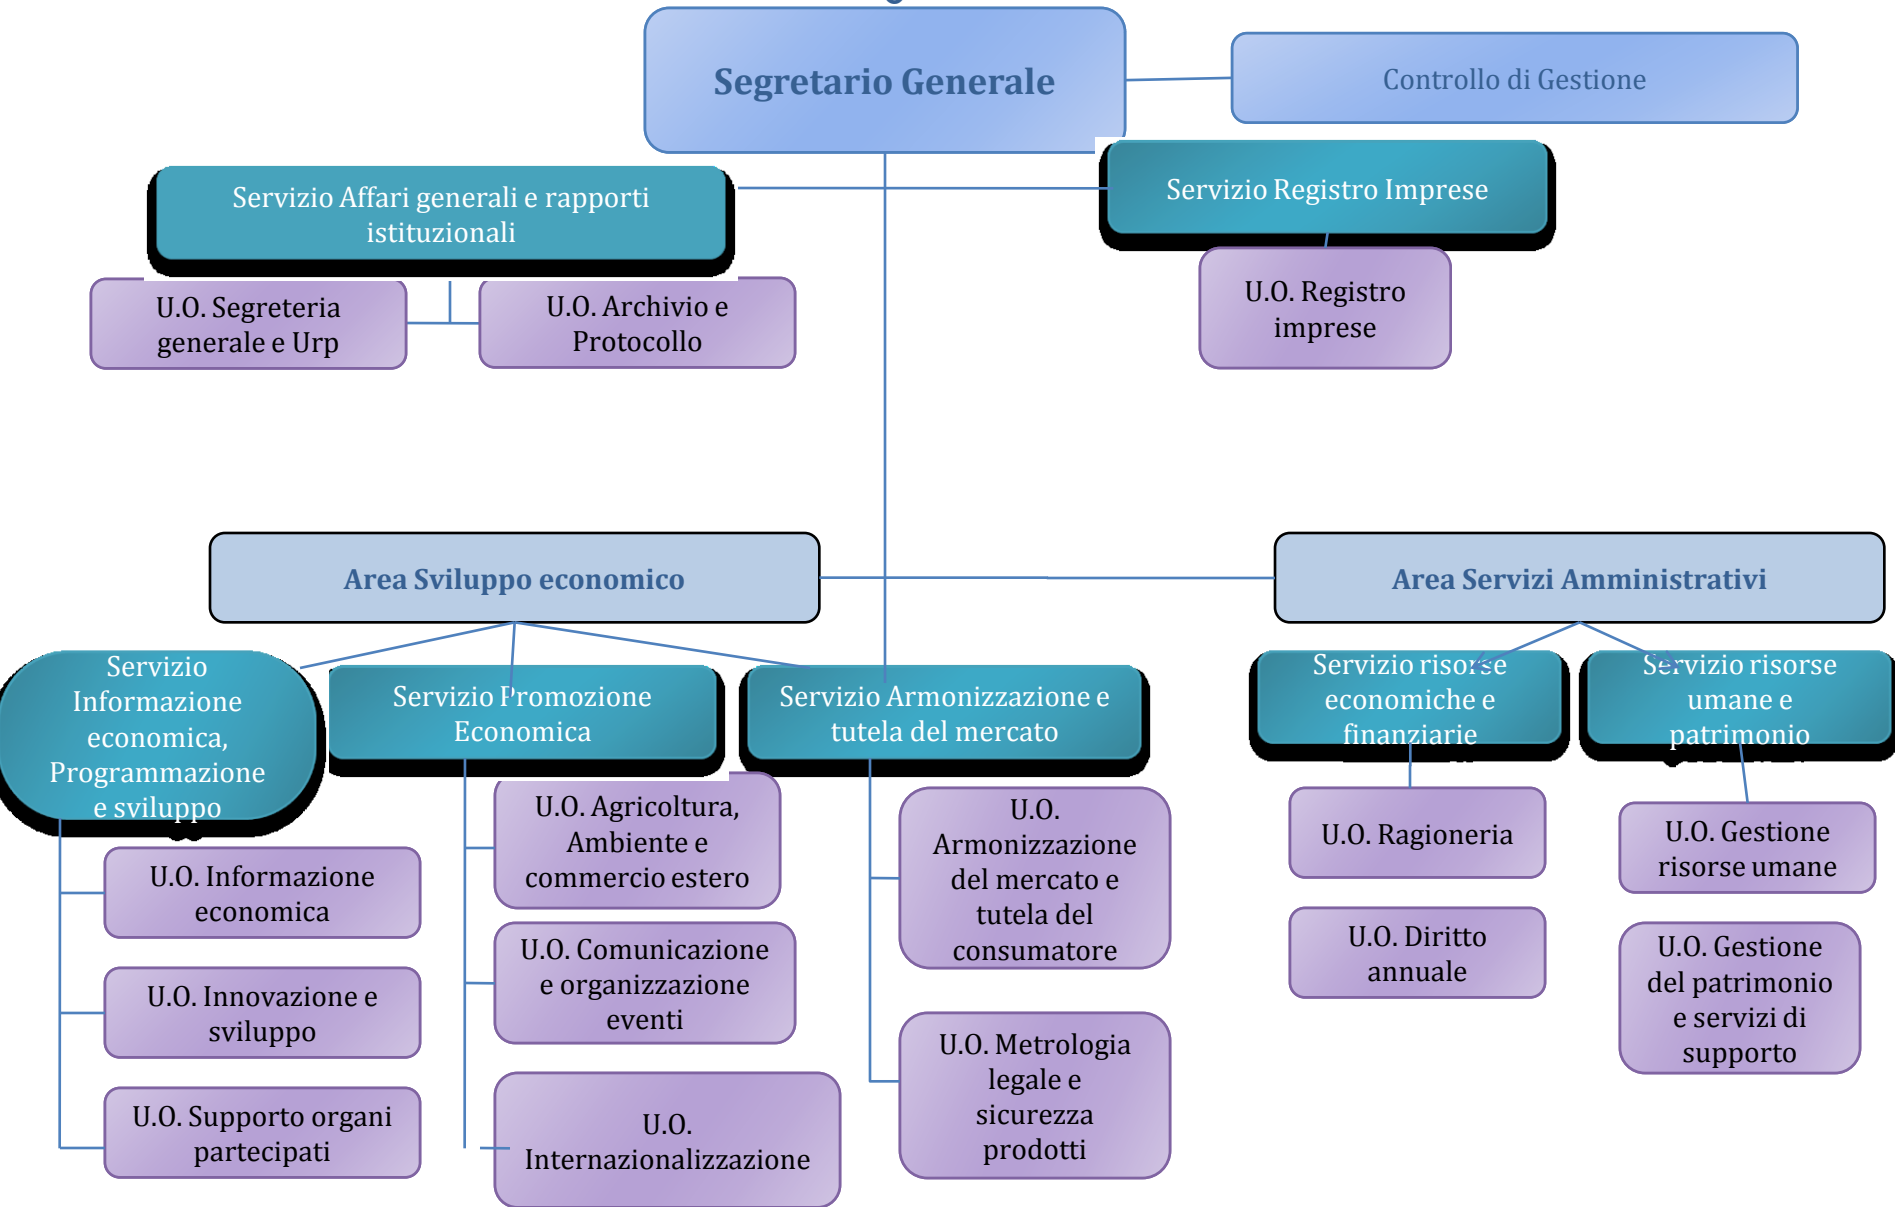 Segretario Generale
Controllo di Gestione
Servizio Affari generali e rapporti
istituzionali
Servizio Registro Imprese
U.O. Segreteria
generale e Urp
U.O. Archivio e
Protocollo
U.O. Registro
imprese
Area Sviluppo economico
Area Servizi Amministrativi
Servizio
Informazione
economica,
Programmazione
e sviluppo
Servizio Promozione
Economica
Servizio Armonizzazione e
tutela del mercato
Servizio risorse
economiche e
finanziarie
Servizio risorse
umane e
patrimonio
U.O. Informazione
economica
U.O. Innovazione e
sviluppo
U.O. Supporto organi
partecipati
U.O. Agricoltura,
Ambiente e
commercio estero
U.O. Comunicazione
e organizzazione
eventi
U.O.
Internazionalizzazione
U.O.
Armonizzazione
del mercato e
tutela del
consumatore
U.O. Metrologia
legale e
sicurezza
prodotti
U.O. Ragioneria
U.O. Diritto
annuale
U.O. Gestione
risorse umane
U.O. Gestione
del patrimonio
e servizi di
supporto